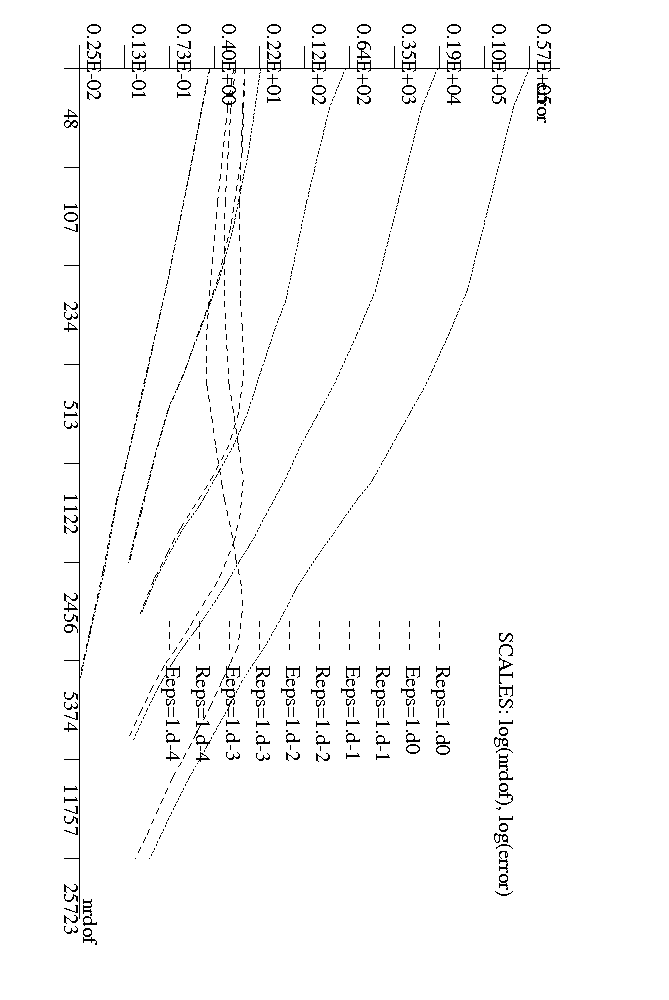 error
0.57E+05
0.10E+05
0.19E+04
0.35E+03
0.64E+02
0.12E+02
0.22E+01
0.40E+00
0.73E-01
0.13E-01
0.25E-02
SCALES: log(nrdof), log(error)
Reps=1.d0
Eeps=1.d0
Reps=1.d-1
Eeps=1.d-1
Reps=1.d-2
Eeps=1.d-2
Reps=1.d-3
Eeps=1.d-3
Reps=1.d-4
Eeps=1.d-4
nrdof
48 107 234 513 1122 2456 5374 11757 25723